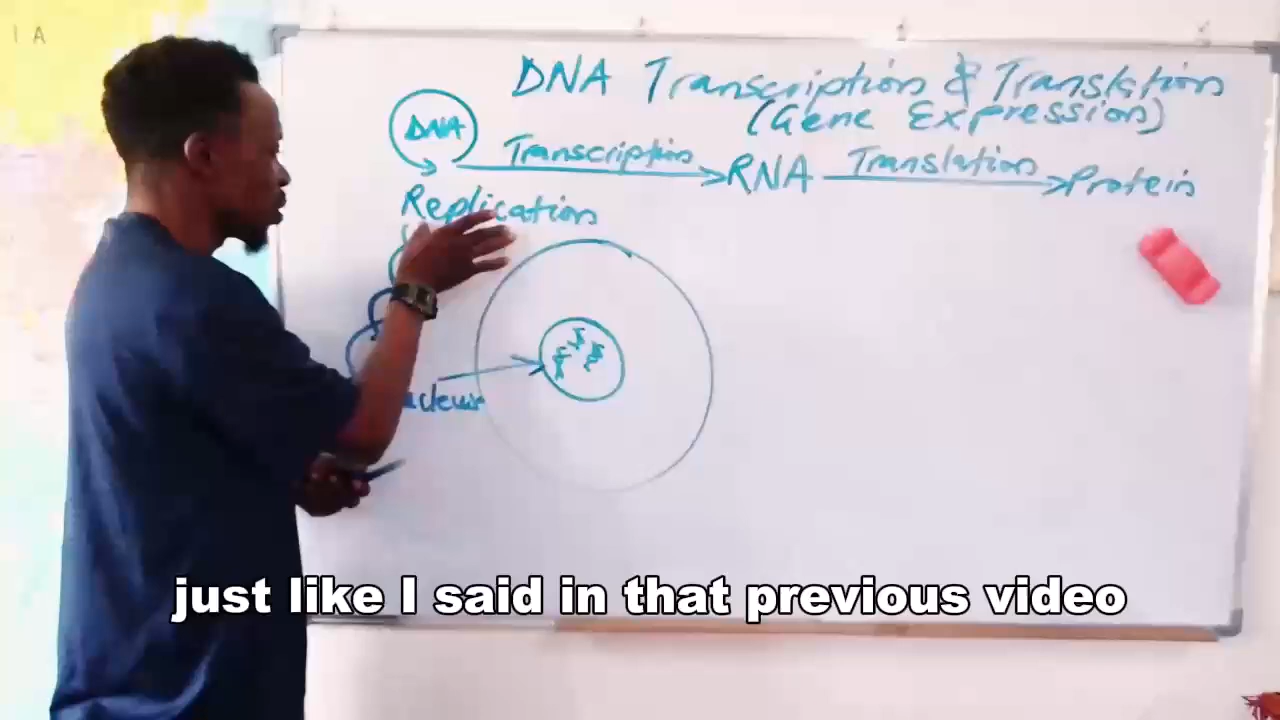 I A
DNA Transcription & Translation
(Gene Expression)
DNA
Transcription
RNA
Translation
Protein
Replication
just like I said in that previous video